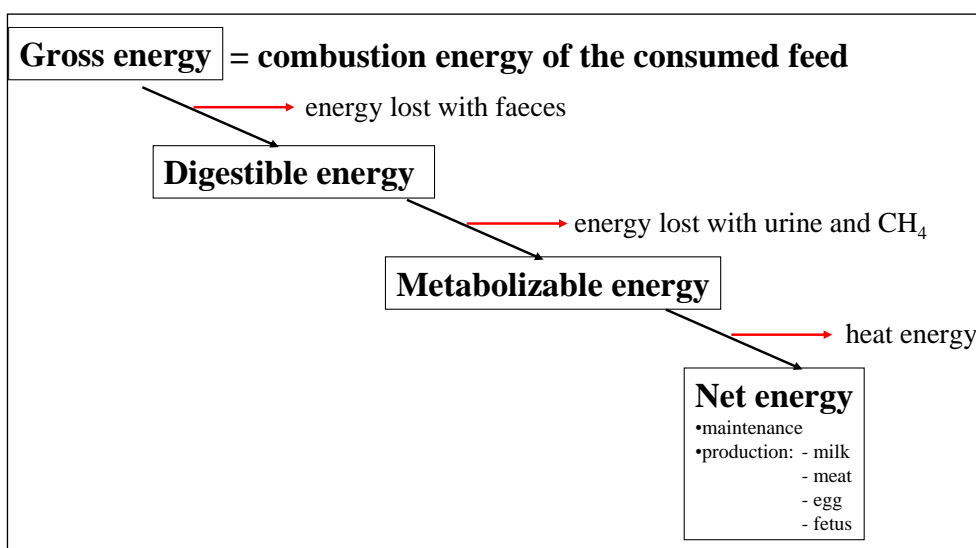 Gross energy = combustion energy of the consumed feed
energy lost with faeces
Digestible energy
energy lost with urine and CH₄
Metabolizable energy
heat energy
Net energy
•maintenance
•production: - milk
- meat
- egg
- fetus